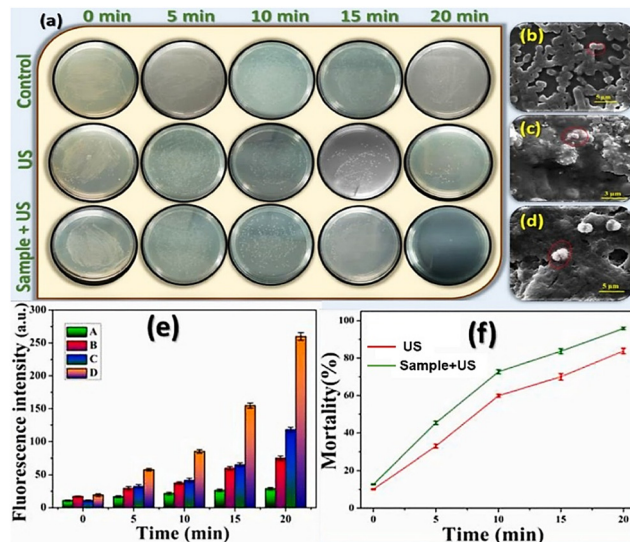 (a)
0 min 5 min 10 min 15 min 20 min
Control
US
Sample + US
(b)
5 µm
(c)
3 µm
(d)
5 µm
(e)
Fluorescence intensity (a.u.)
300
250
200
150
100
50
0
A
B
C
D
0 5 10 15 20
Time (min)
(f)
Mortality(%)
100
80
60
40
20
0
US
Sample+US
0 5 10 15 20
Time (min)